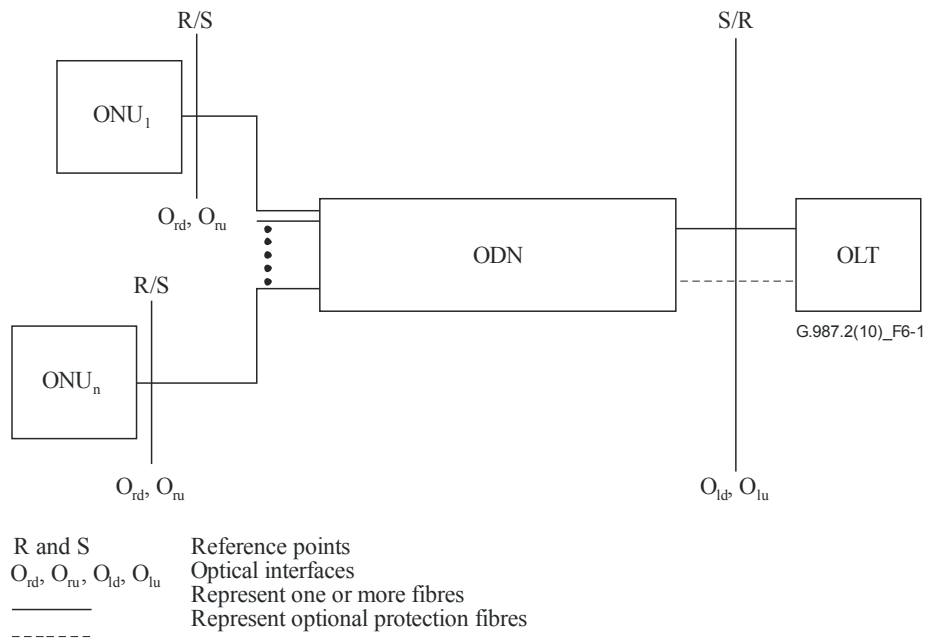 R/S
S/R
ONU1
Ord, Oru
ODN
OLT
R/S
G.987.2(10)_F6-1
ONUn
Ord, Oru
Old, Olu
R and S Reference points
Ord, Oru, Old, Olu Optical interfaces
Represent one or more fibres
Represent optional protection fibres